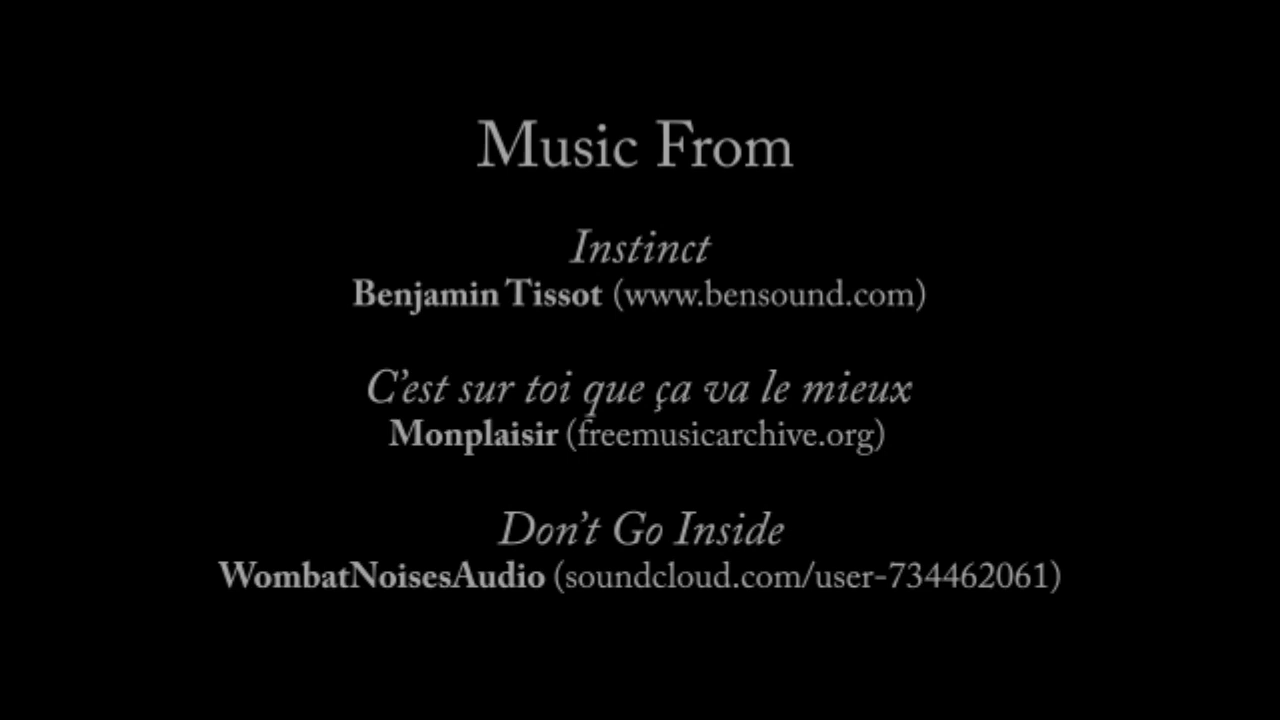 Music From
Instinct
Benjamin Tissot (www.bensound.com)
C’est sur toi que ça va le mieux
Monplaisir (freemusicarchive.org)
Don’t Go Inside
WombatNoisesAudio (soundcloud.com/user-734462061)